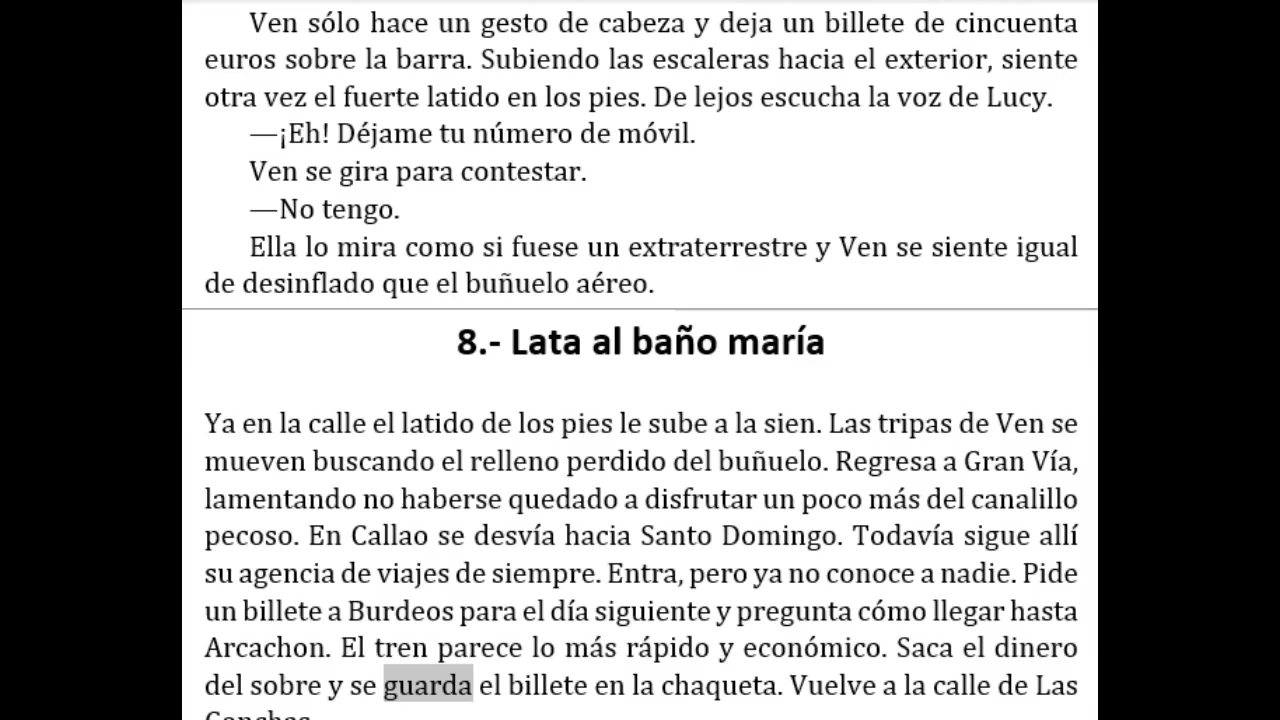 Ven sólo hace un gesto de cabeza y deja un billete de cincuenta
euros sobre la barra. Subiendo las escaleras hacia el exterior, siente
otra vez el fuerte latido en los pies. De lejos escucha la voz de Lucy.
—¡Eh! Déjame tu número de móvil.
Ven se gira para contestar.
—No tengo.
Ella lo mira como si fuese un extraterrestre y Ven se siente igual
de desinflado que el buñuelo aéreo.
8.- Lata al baño maría
Ya en la calle el latido de los pies le sube a la sien. Las tripas de Ven se
mueven buscando el relleno perdido del buñuelo. Regresa a Gran Vía,
lamentando no haberse quedado a disfrutar un poco más del canalillo
pecoso. En Callao se desvía hacia Santo Domingo. Todavía sigue allí
su agencia de viajes de siempre. Entra, pero ya no conoce a nadie. Pide
un billete a Burdeos para el día siguiente y pregunta cómo llegar hasta
Arcachon. El tren parece lo más rápido y económico. Saca el dinero
del sobre y se guarda el billete en la chaqueta. Vuelve a la calle de Las